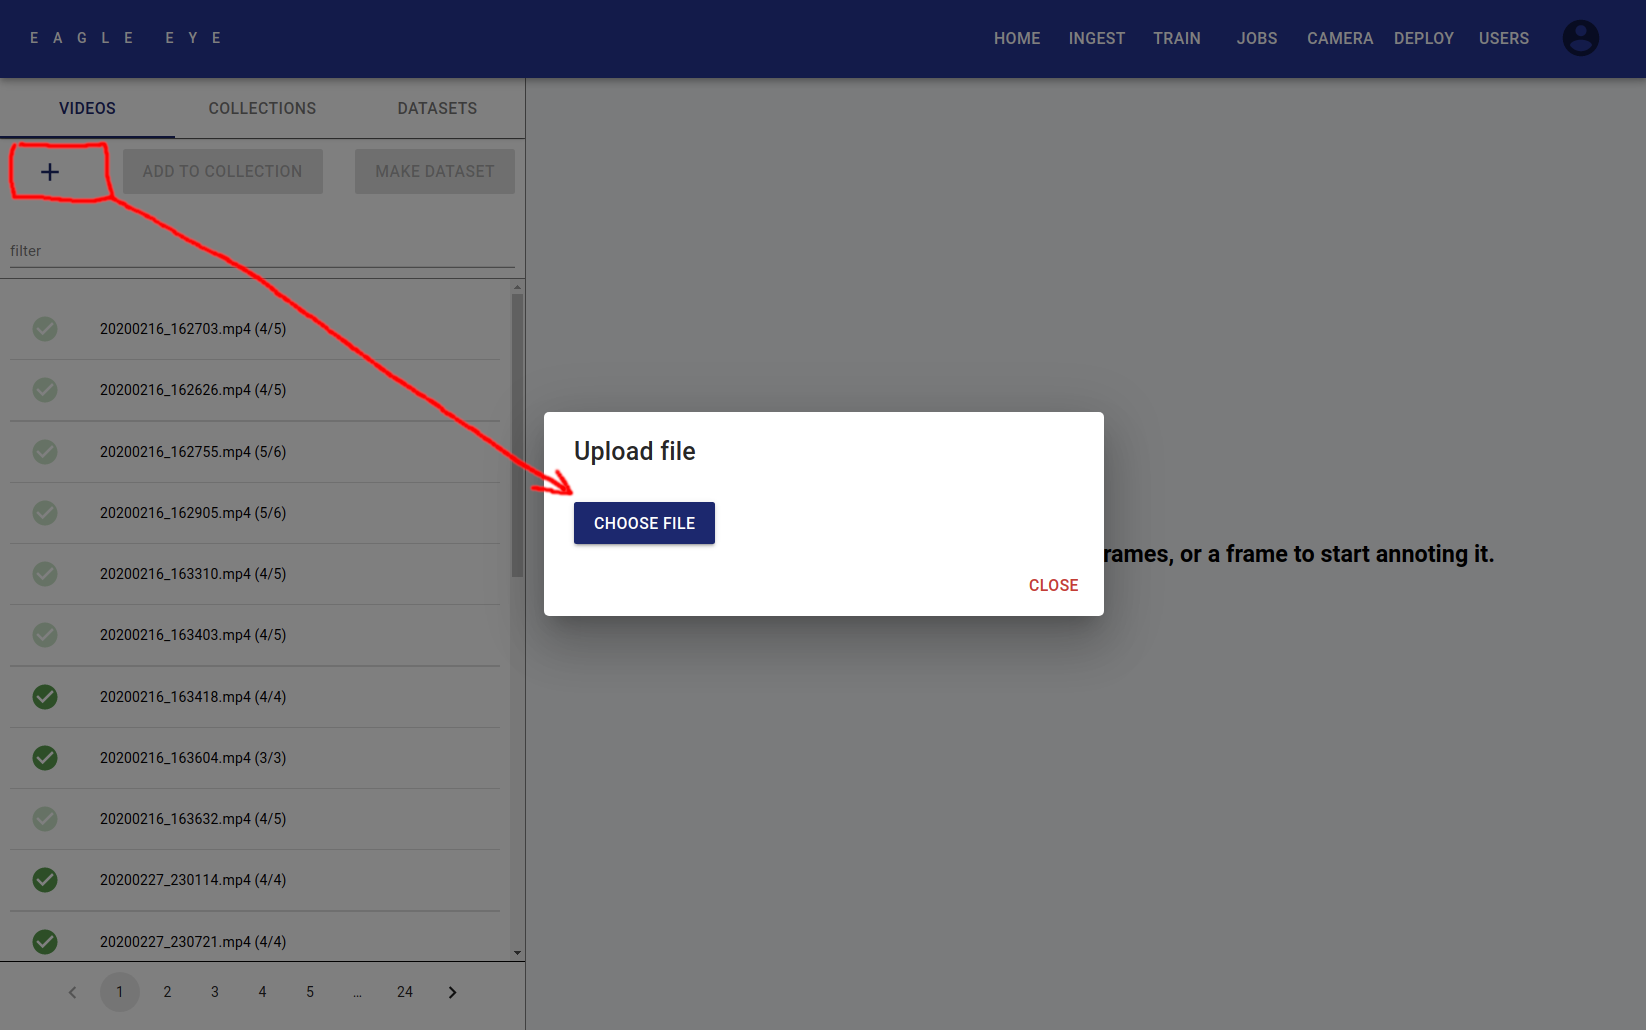 EAGLE EYE
HOME INGEST TRAIN JOBS CAMERA DEPLOY USERS
VIDEOS COLLECTIONS DATASETS
+ ADD TO COLLECTION MAKE DATASET
filter
20200216_162703.mp4 (4/5)
20200216_162626.mp4 (4/5)
20200216_162755.mp4 (5/6)
20200216_162905.mp4 (5/6)
20200216_163310.mp4 (4/5)
20200216_163403.mp4 (4/5)
20200216_163418.mp4 (4/4)
20200216_163604.mp4 (3/3)
20200216_163632.mp4 (4/5)
20200227_230114.mp4 (4/4)
20200227_230721.mp4 (4/4)
1 2 3 4 5 ... 24
Upload file
CHOOSE FILE
CLOSE
rames, or a frame to start annoting it.